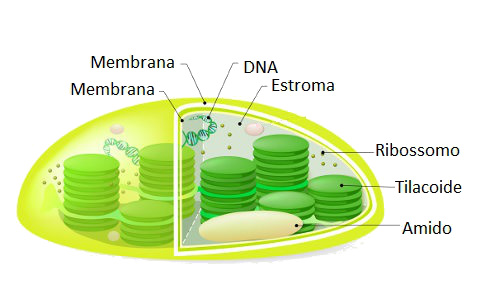 Membrana
DNA
Membrana
Estroma
Ribossomo
Tilacoide
Amido